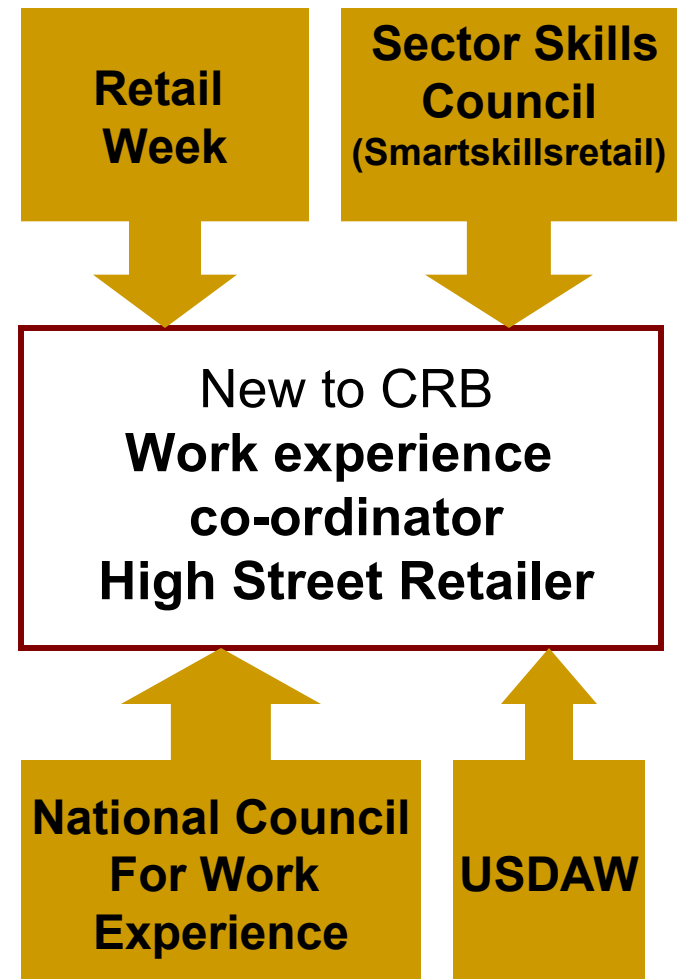 Retail
Week
Sector Skills
Council
(Smartskillsretail)
New to CRB
Work experience
co-ordinator
High Street Retailer
National Council
For Work
Experience
USDAW